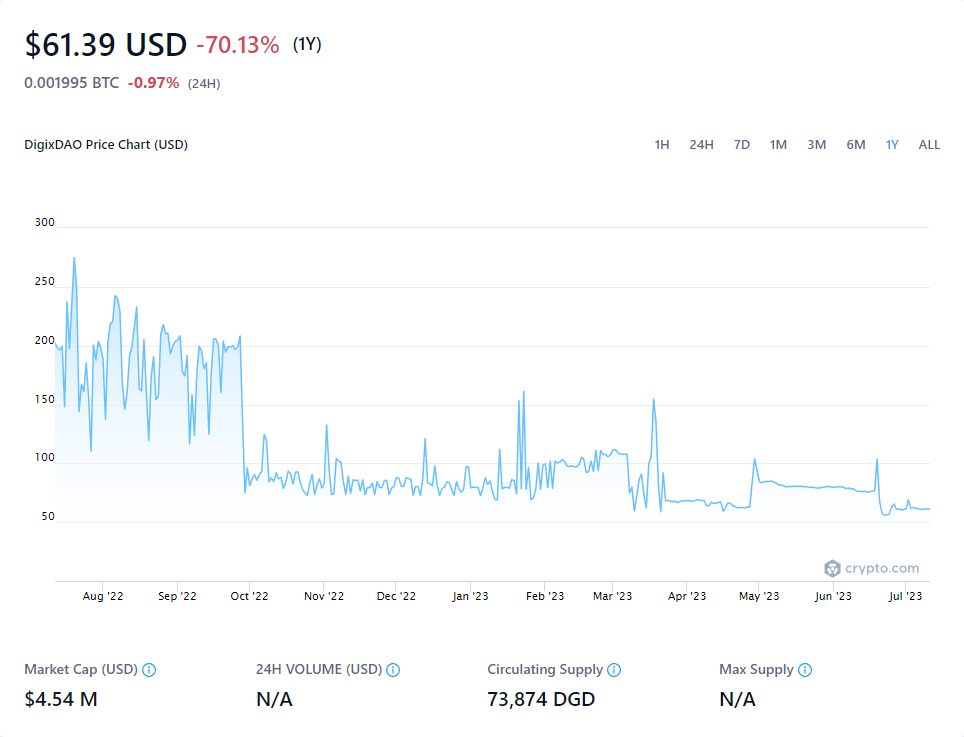 $61.39 USD -70.13% (1Y)
0.001995 BTC -0.97% (24H)
DigixDAO Price Chart (USD) 1H 24H 7D 1M 3M 6M 1Y ALL
300
250
200
150
100
50
crypto.com
Aug '22 Sep '22 Oct '22 Nov '22 Dec '22 Jan '23 Feb '23 Mar '23 Apr '23 May '23 Jun '23 Jul '23
Market Cap (USD) 24H VOLUME (USD) Circulating Supply Max Supply
$4.54 M N/A 73,874 DGD N/A